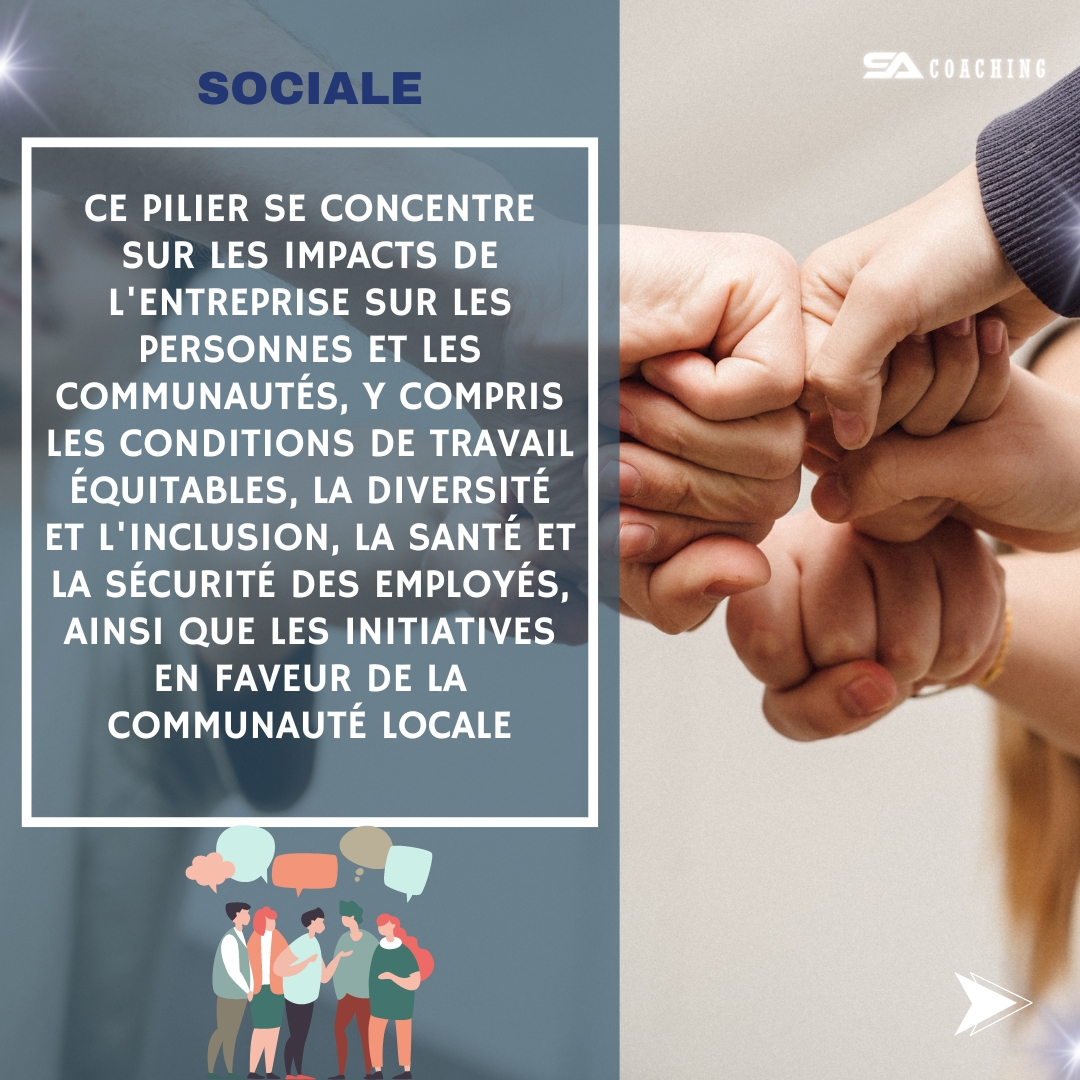 SOCIALE
SA COACHING
CE PILIER SE CONCENTRE
SUR LES IMPACTS DE
L'ENTREPRISE SUR LES
PERSONNES ET LES
COMMUNAUTÉS, Y COMPRIS
LES CONDITIONS DE TRAVAIL
ÉQUITABLES, LA DIVERSITÉ
ET L'INCLUSION, LA SANTÉ ET
LA SÉCURITÉ DES EMPLOYÉS,
AINSI QUE LES INITIATIVES
EN FAVEUR DE LA
COMMUNAUTÉ LOCALE